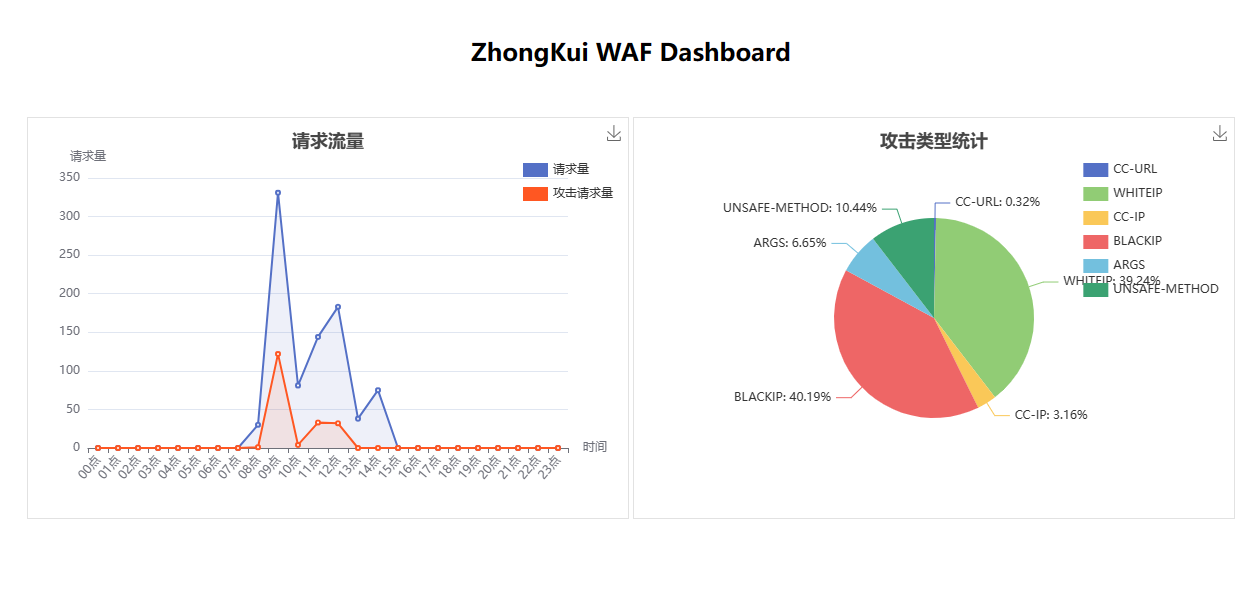 ZhongKui WAF Dashboard
请求流量
请求量
请求量
攻击请求量
350
300
250
200
150
100
50
0
时间
00点
01点
02点
03点
04点
05点
06点
07点
08点
09点
10点
11点
12点
13点
14点
15点
16点
17点
18点
19点
20点
21点
22点
23点
攻击类型统计
CC-URL
WHITEIP
CC-IP
BLACKIP
ARGS
UNSAFE-METHOD
UNSAFE-METHOD: 10.44%
CC-URL: 0.32%
ARGS: 6.65%
WHITEIP: 39.24%
BLACKIP: 40.19%
CC-IP: 3.16%